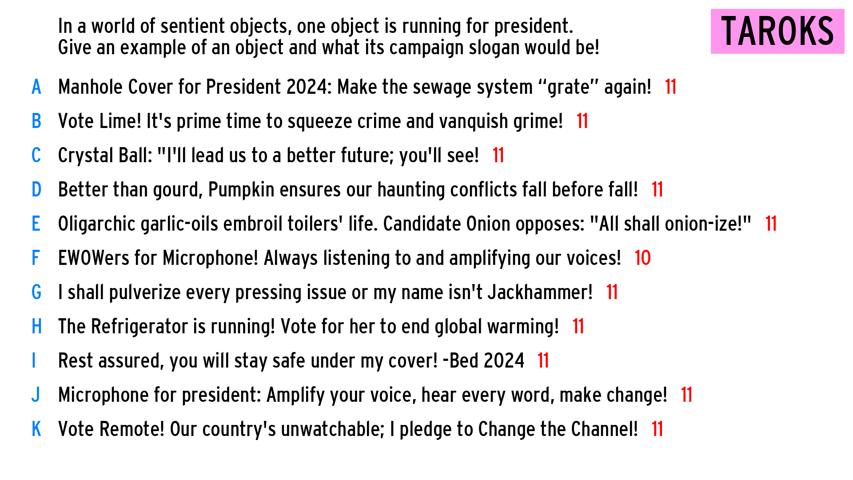 In a world of sentient objects, one object is running for president.
Give an example of an object and what its campaign slogan would be!
TAROKS
A Manhole Cover for President 2024: Make the sewage system “grate” again! 11
B Vote Lime! It's prime time to squeeze crime and vanquish grime! 11
C Crystal Ball: "I'll lead us to a better future; you'll see! 11
D Better than gourd, Pumpkin ensures our haunting conflicts fall before fall! 11
E Oligarchic garlic-oils embroil toilers' life. Candidate Onion opposes: "All shall onion-ize!" 11
F EWOWers for Microphone! Always listening to and amplifying our voices! 10
G I shall pulverize every pressing issue or my name isn't Jackhammer! 11
H The Refrigerator is running! Vote for her to end global warming! 11
I Rest assured, you will stay safe under my cover! -Bed 2024 11
J Microphone for president: Amplify your voice, hear every word, make change! 11
K Vote Remote! Our country's unwatchable; I pledge to Change the Channel! 11